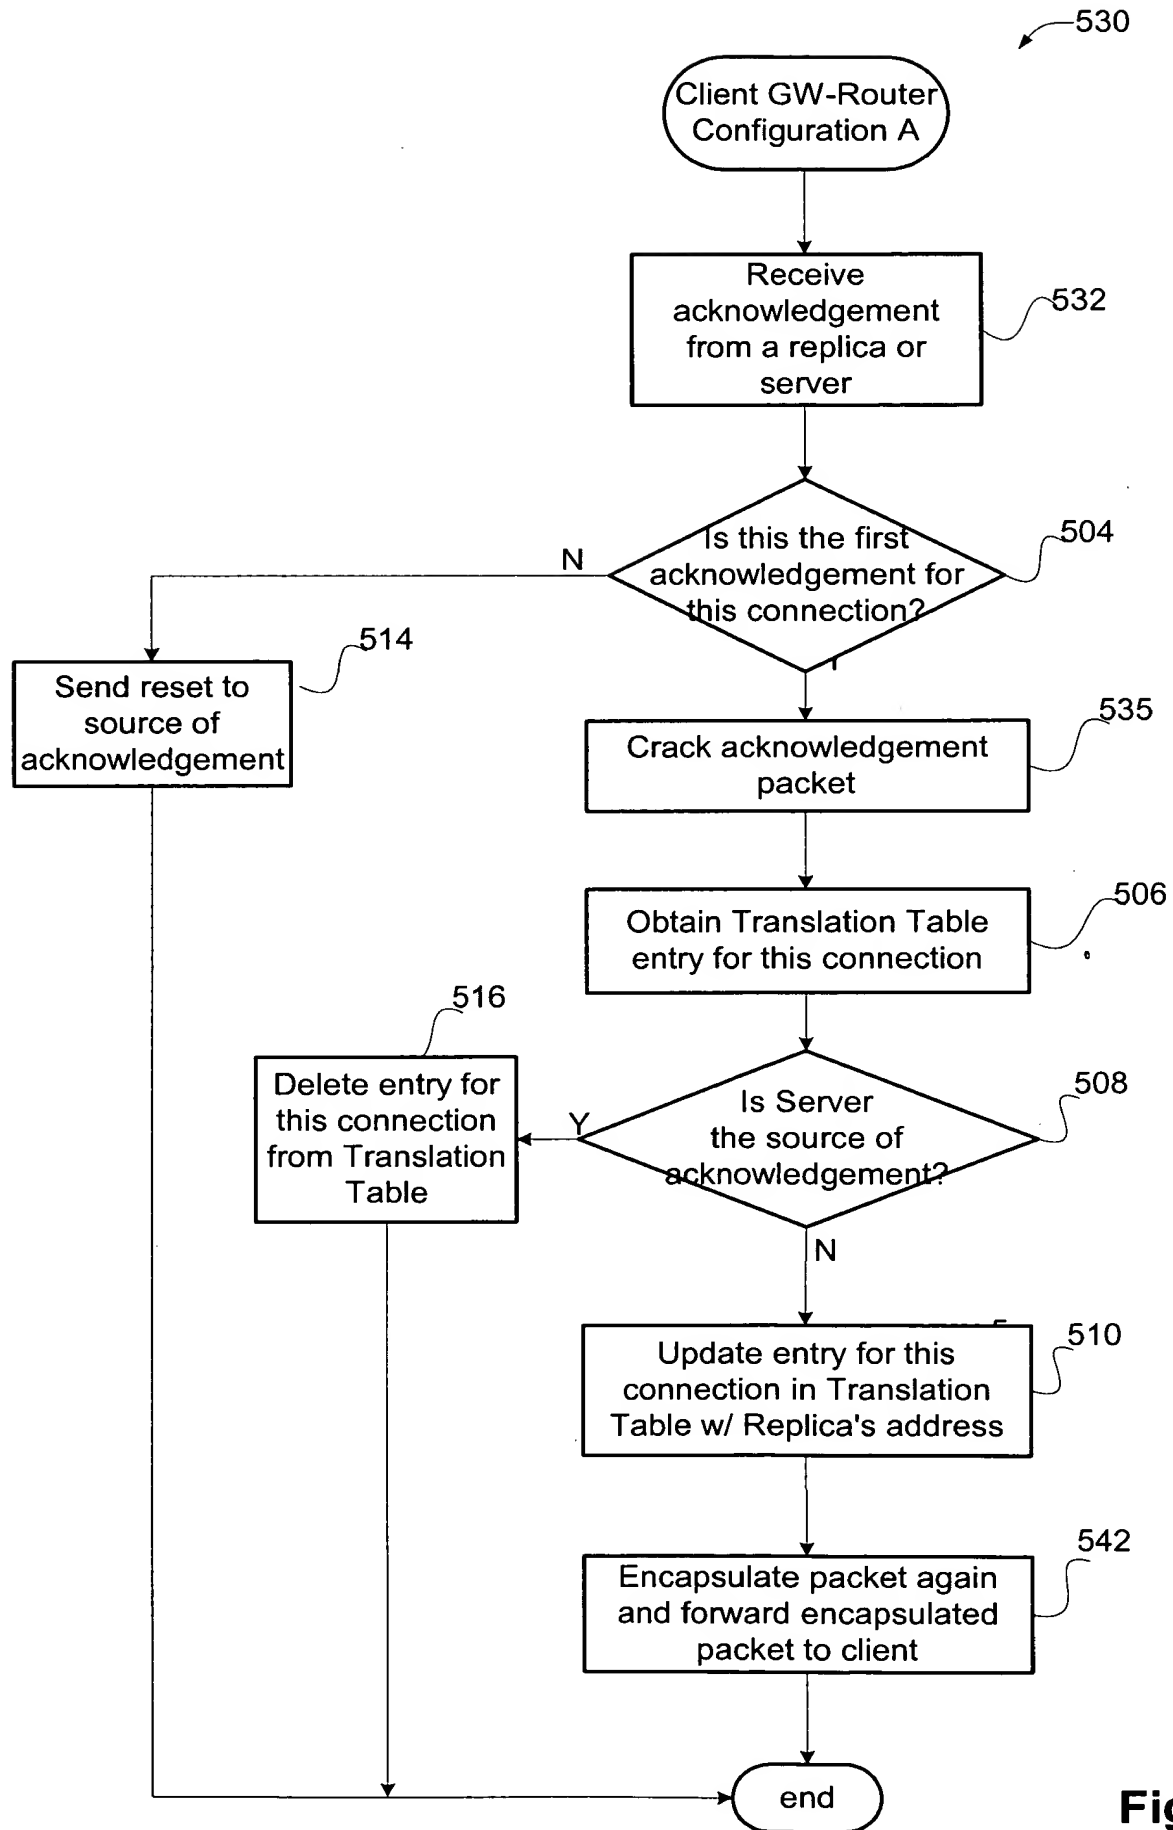 530
Client GW-Router
Configuration A
Receive
acknowledgement
from a replica or
server
532
Is this the first
acknowledgement for
this connection?
504
N
514
Send reset to
source of
acknowledgement
535
Crack acknowledgement
packet
506
Obtain Translation Table
entry for this connection
516
Delete entry for
this connection
from Translation
Table
Y
Is Server
the source of
acknowledgement?
508
N
Update entry for this
connection in Translation
Table w/ Replica's address
510
542
Encapsulate packet again
and forward encapsulated
packet to client
end
Fig